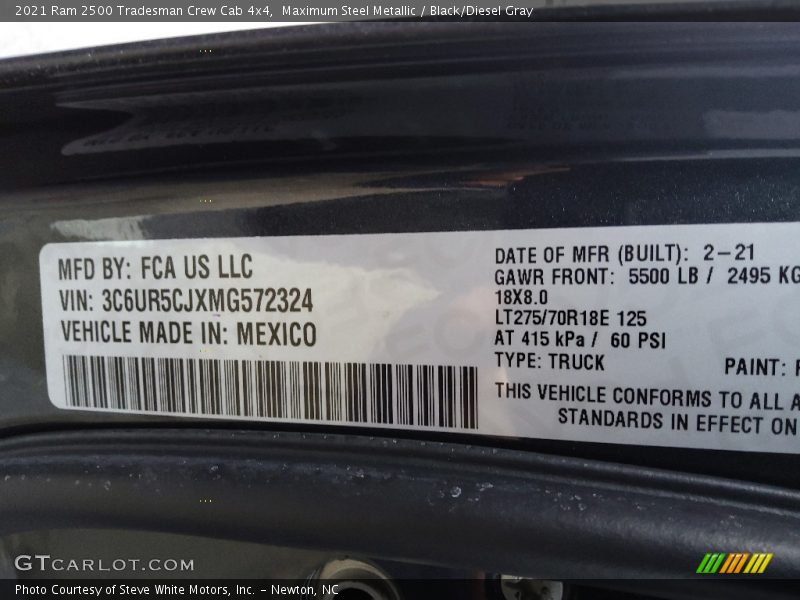 2021 Ram 2500 Tradesman Crew Cab 4x4,  Maximum Steel Metallic / Black/Diesel Gray
MFD BY: FCA US LLC
VIN: 3C6UR5CJXMG572324
VEHICLE MADE IN: MEXICO
DATE OF MFR (BUILT): 2-21
GAWR FRONT: 5500 LB / 2495 KG
18X8.0
LT275/70R18E 125
AT 415 kPa / 60 PSI
TYPE: TRUCK
PAINT:
THIS VEHICLE CONFORMS TO ALL A
STANDARDS IN EFFECT ON
GTCARLOT.COM
Photo Courtesy of Steve White Motors, Inc. – Newton, NC